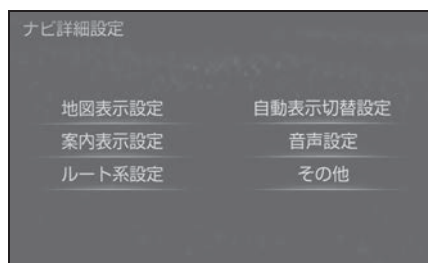 ナビ詳細設定
地図表示設定
自動表示切替設定
案内表示設定
音声設定
ルート系設定
その他